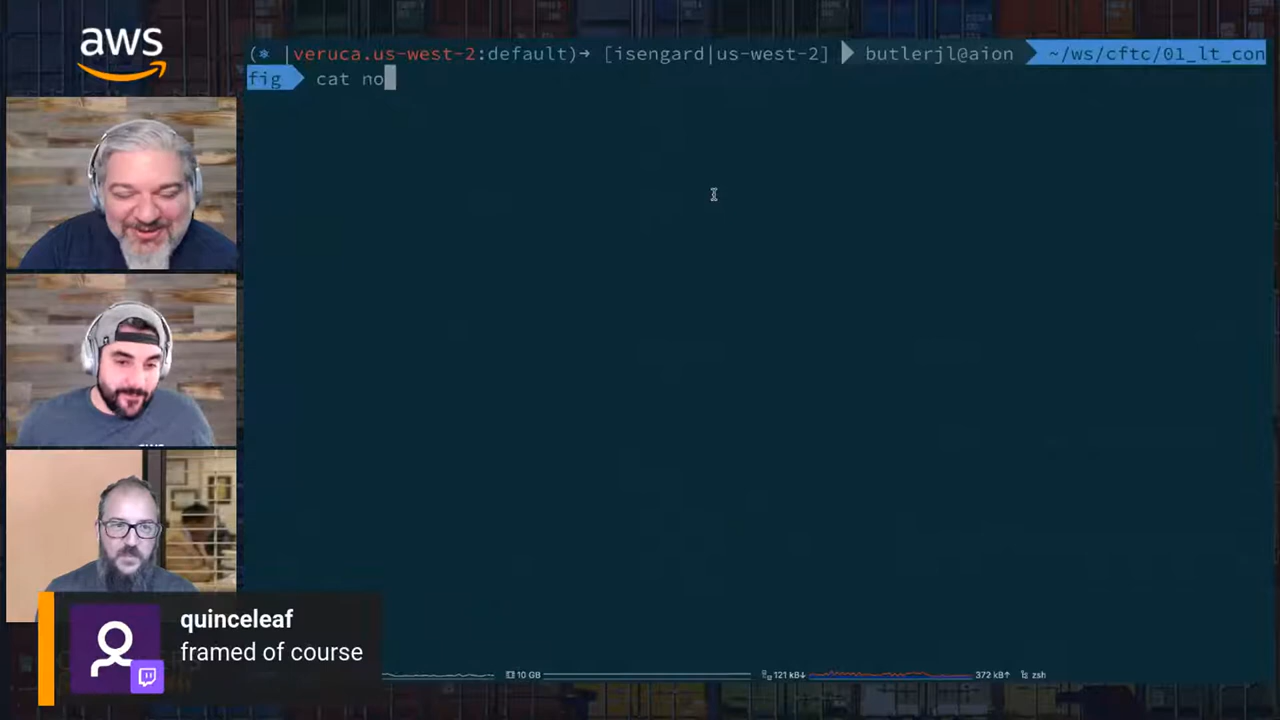 aws
(* |veruca.us-west-2:default)→ [isengard|us-west-2] butlerjl@aion ~/ws/cftc/01_lt_con
fig cat no
aws
quinceleaf
framed of course
10 GB 121 kB↓ 372 kB↑ zsh